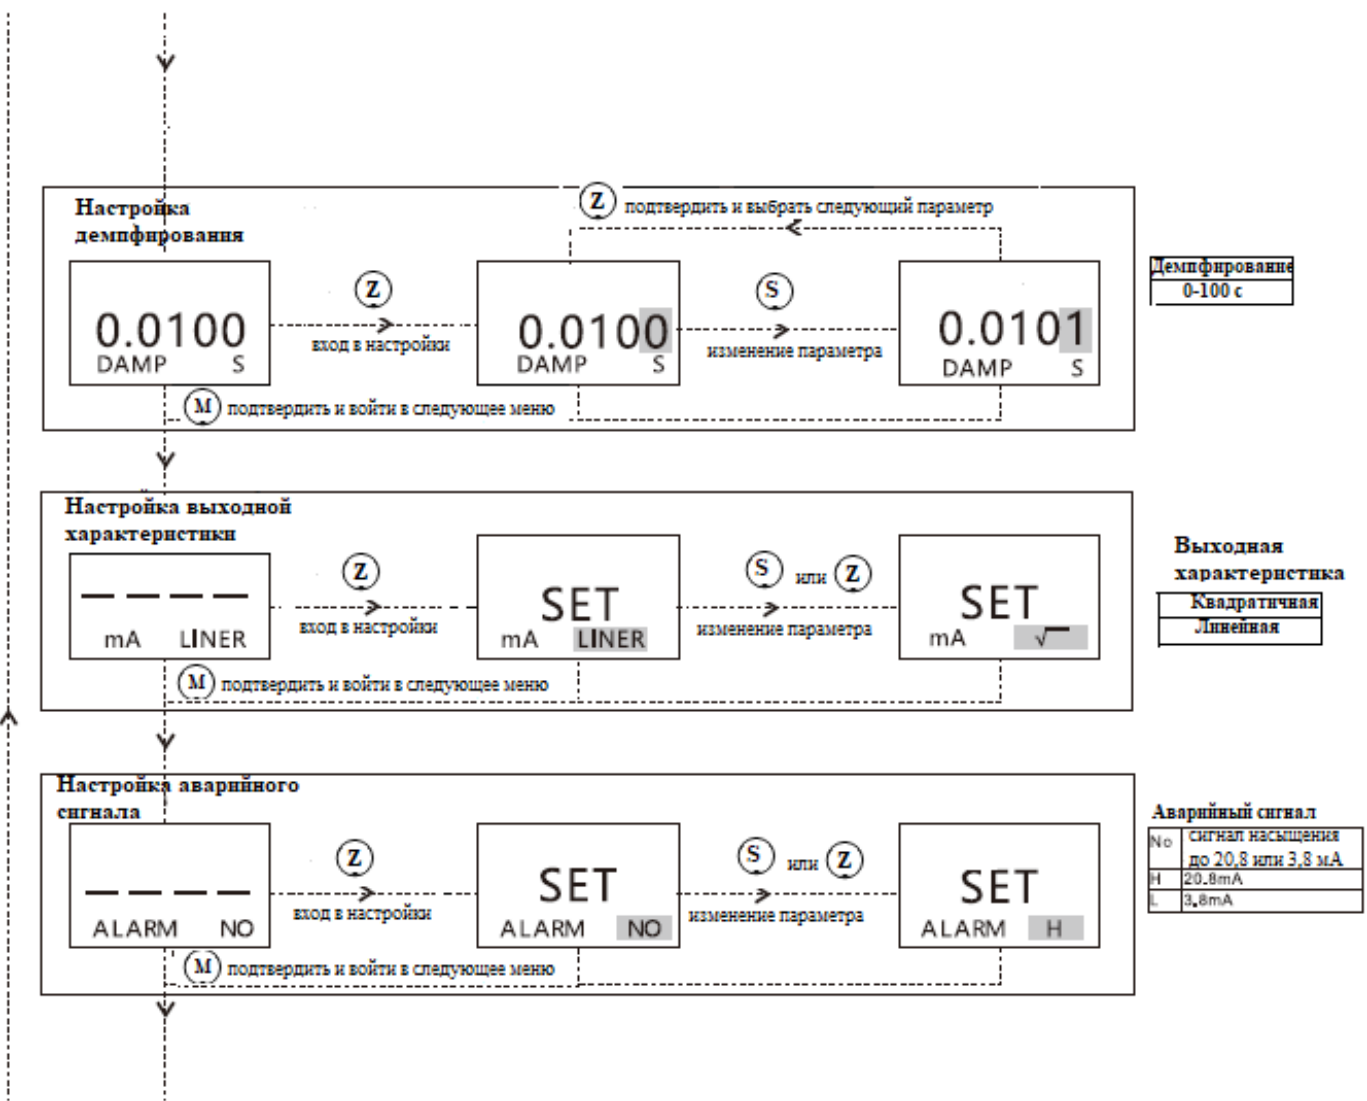 Настройка
демпфирования
Z подтвердить и выбрать следующий параметр
0.0100
DAMP S
Z
вход в настройки
0.0100
DAMP S
S
изменение параметра
0.0101
DAMP S
M подтвердить и войти в следующее меню
Демпфирование
0-100 с
Настройка выходной
характеристики
mA LINER
Z
вход в настройки
SET
mA LINER
S или Z
изменение параметра
SET
mA √
M подтвердить и войти в следующее меню
Выходная
характеристика
Квадратичная
Линейная
Настройка аварийного
сигнала
ALARM NO
Z
вход в настройки
SET
ALARM NO
S или Z
изменение параметра
SET
ALARM H
M подтвердить и войти в следующее меню
Аварийный сигнал
No сигнал насыщения
до 20,8 или 3,8 мА
H 20.8mA
L 3.8mA